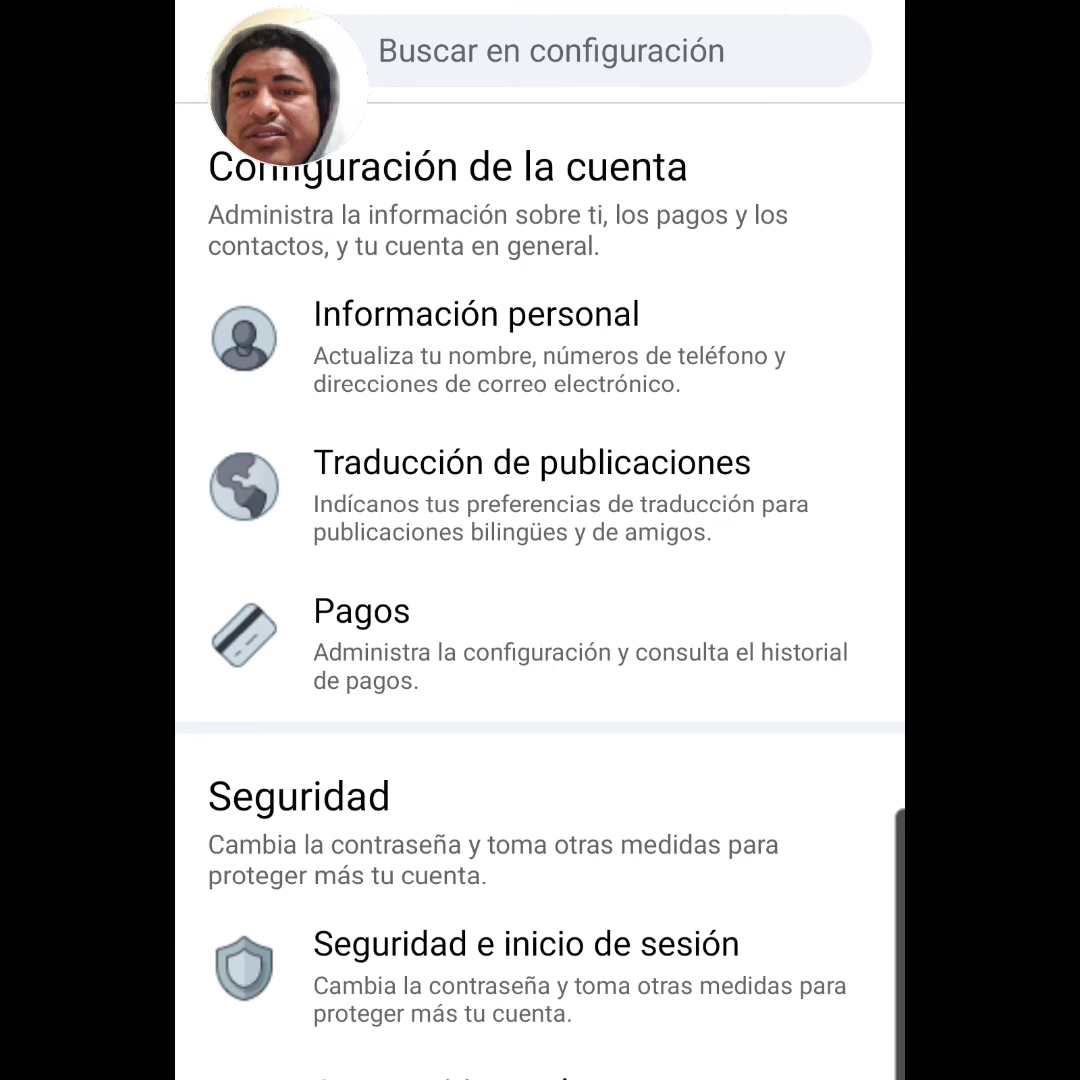 Buscar en configuración
Configuración de la cuenta
Administra la información sobre ti, los pagos y los
contactos, y tu cuenta en general.
Información personal
Actualiza tu nombre, números de teléfono y
direcciones de correo electrónico.
Traducción de publicaciones
Indícanos tus preferencias de traducción para
publicaciones bilingües y de amigos.
Pagos
Administra la configuración y consulta el historial
de pagos.
Seguridad
Cambia la contraseña y toma otras medidas para
proteger más tu cuenta.
Seguridad e inicio de sesión
Cambia la contraseña y toma otras medidas para
proteger más tu cuenta.